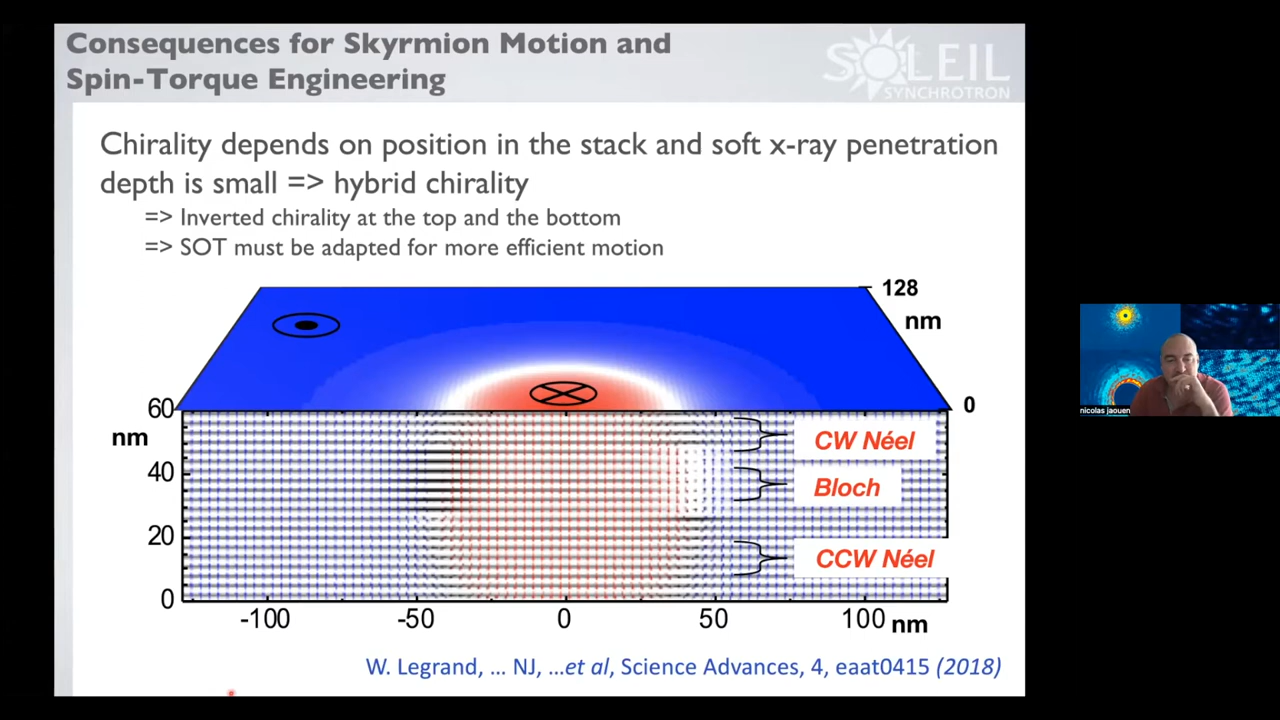 Consequences for Skyrmion Motion and
Spin-Torque Engineering
SOLEIL
SYNCHROTRON
Chirality depends on position in the stack and soft x-ray penetration
depth is small => hybrid chirality
=> Inverted chirality at the top and the bottom
=> SOT must be adapted for more efficient motion
128
nm
0
60
nm
40
20
0
CW Néel
Bloch
CCW Néel
-100
-50
0
50
100
nm
W. Legrand, ... NJ, ...et al, Science Advances, 4, eaat0415 (2018)
nicolas jaouen